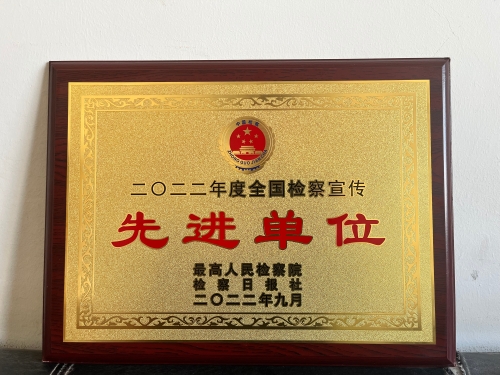 二〇二二年度全国检察宣传
先进单位
最高人民检察院
检察日报社
二〇二二年九月